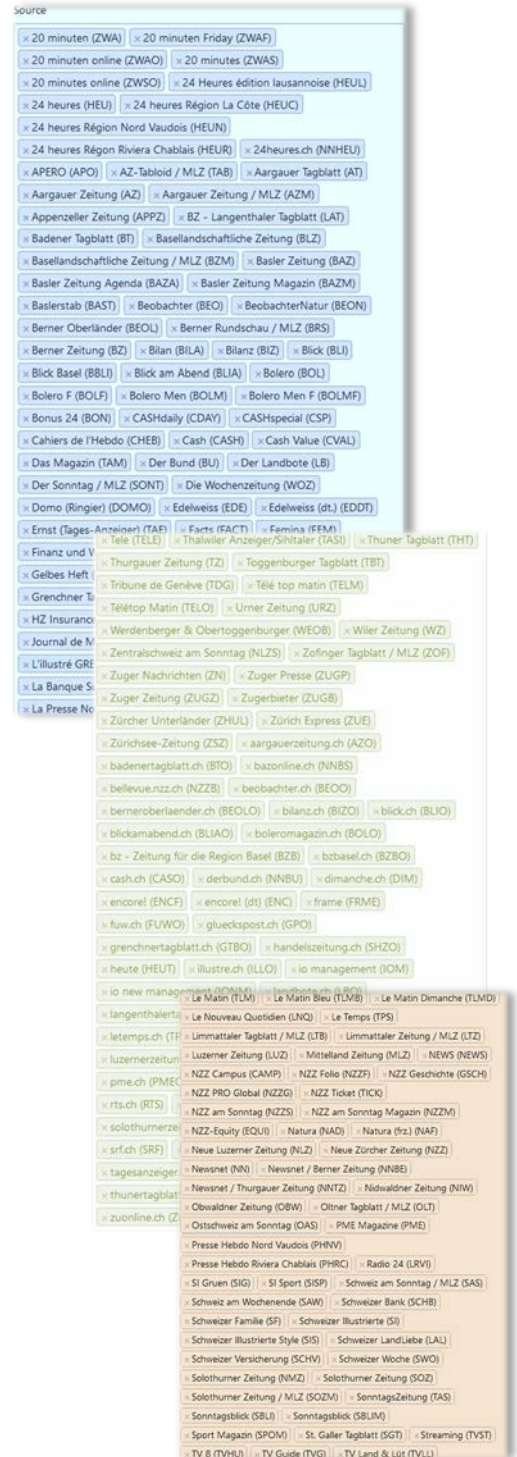 Source
× 20 minuten (ZWA) × 20 minuten Friday (ZWAF)
× 20 minuten online (ZWAO) × 20 minutes (ZWAS)
× 20 minutes online (ZWSO) × 24 Heures édition lausannoise (HEUL)
× 24 heures (HEU) × 24 heures Région La Côte (HEUC)
× 24 heures Région Nord Vaudois (HEUN)
× 24 heures Régon Riviera Chablais (HEUR) × 24heures.ch (NNHEU)
× APERO (APO) × AZ-Tabloid / MLZ (TAB) × Aargauer Tagblatt (AT)
× Aargauer Zeitung (AZ) × Aargauer Zeitung / MLZ (AZM)
× Appenzeller Zeitung (APPZ) × BZ - Langenthaler Tagblatt (LAT)
× Badener Tagblatt (BT) × Basellandschaftliche Zeitung (BLZ)
× Basellandschaftliche Zeitung / MLZ (BZM) × Basler Zeitung (BAZ)
× Basler Zeitung Agenda (BAZA) × Basler Zeitung Magazin (BAZM)
× Baslerstab (BAST) × Beobachter (BEO) × BeobachterNatur (BEON)
× Berner Oberländer (BEOL) × Berner Rundschau / MLZ (BRS)
× Berner Zeitung (BZ) × Bilan (BILA) × Bilanz (BIZ) × Blick (BLI)
× Blick Basel (BBLI) × Blick am Abend (BLIA) × Bolero (BOL)
× Bolero F (BOLF) × Bolero Men (BOLM) × Bolero Men F (BOLMF)
× Bonus 24 (BON) × CASHdaily (CDAY) × CASHspecial (CSP)
× Cahiers de l'Hebdo (CHEB) × Cash (CASH) × Cash Value (CVAL)
× Das Magazin (TAM) × Der Bund (BU) × Der Landbote (LB)
× Der Sonntag / MLZ (SONT) × Die Wochenzeitung (WOZ)
× Domo (Ringier) (DOMO) × Edelweiss (EDE) × Edelweiss (dt.) (EDDT)
× Ernst (Tages-Anzeiger) (TAE) × Facts (FACT) × Femina (FEM)
× Finanz und
× Gelbes Heft
× Grenchner
× HZ Insurance
× Journal de
× L'illustré
× La Banque
× La Presse
× Tele (TELE) × Thalwiler Anzeiger/Sihltaler (TASI) × Thuner Tagblatt (THT)
× Thurgauer Zeitung (TZ) × Toggenburger Tagblatt (TBT)
× Tribune de Genève (TDG) × Télé top matin (TELM)
× Télétop Matin (TELO) × Urner Zeitung (URZ)
× Werdenberger & Obertoggenburger (WEOB) × Wiler Zeitung (WZ)
× Zentralschweiz am Sonntag (NLZS) × Zofinger Tagblatt / MLZ (ZOF)
× Zuger Nachrichten (ZN) × Zuger Presse (ZUGP)
× Zuger Zeitung (ZUGZ) × Zugerbieter (ZUGB)
× Zürcher Unterländer (ZHUL) × Zürich Express (ZUE)
× Zürichsee-Zeitung (ZSZ) × aargauerzeitung.ch (AZO)
× badenertagblatt.ch (BTO) × bazonline.ch (NNBS)
× bellevue.nzz.ch (NZZB) × beobachter.ch (BEOO)
× berneroberlaender.ch (BEOLO) × bilanz.ch (BIZO) × blick.ch (BLIO)
× blickamabend.ch (BLIAO) × boleromagazin.ch (BOLO)
× bz - Zeitung für die Region Basel (BZB) × bzbasel.ch (BZBO)
× cash.ch (CASO) × derbund.ch (NNBU) × dimanche.ch (DIM)
× encore! (ENCF) × encore! (dt) (ENC) × frame (FRME)
× fuw.ch (FUWO) × glueckspost.ch (GPO)
× grenchnertagblatt.ch (GTBO) × handelszeitung.ch (SHZO)
× heute (HEUT) × illustre.ch (ILLO) × io management (IOM)
× io new management (IONM) × landbote.ch (LBO)
× letemps.ch
× pme.ch
× rts.ch (RTS)
× srf.ch (SRF)
× zuonline.ch
× Le Matin (TLM) × Le Matin Bleu (TLMB) × Le Matin Dimanche (TLMD)
× Le Nouveau Quotidien (LNQ) × Le Temps (TPS)
× Limmattaler Tagblatt / MLZ (LTB) × Limmattaler Zeitung / MLZ (LTZ)
× Luzerner Zeitung (LUZ) × Mittelland Zeitung (MLZ) × NEWS (NEWS)
× NZZ Campus (CAMP) × NZZ Folio (NZZF) × NZZ Geschichte (GSCH)
× NZZ PRO Global (NZZG) × NZZ Ticket (TICK)
× NZZ am Sonntag (NZZS) × NZZ am Sonntag Magazin (NZZM)
× NZZ-Equity (EQUI) × Natura (NAD) × Natura (frz.) (NAF)
× Neue Luzerner Zeitung (NLZ) × Neue Zürcher Zeitung (NZZ)
× Newsnet (NN) × Newsnet / Berner Zeitung (NNBE)
× Newsnet / Thurgauer Zeitung (NNTZ) × Nidwaldner Zeitung (NIW)
× Obwaldner Zeitung (OBW) × Oltner Tagblatt / MLZ (OLT)
× Ostschweiz am Sonntag (OAS) × PME Magazine (PME)
× Presse Hebdo Nord Vaudois (PHNV)
× Presse Hebdo Riviera Chablais (PHRC) × Radio 24 (LRVI)
× SI Gruen (SIG) × SI Sport (SISP) × Schweiz am Sonntag / MLZ (SAS)
× Schweiz am Wochenende (SAW) × Schweizer Bank (SCHB)
× Schweizer Familie (SF) × Schweizer Illustrierte (SI)
× Schweizer Illustrierte Style (SIS) × Schweizer LandLiebe (LAL)
× Schweizer Versicherung (SCHV) × Schweizer Woche (SWO)
× Solothurner Zeitung (NMZ) × Solothurner Zeitung (SOZ)
× Solothurner Zeitung / MLZ (SOZM) × SonntagsZeitung (TAS)
× Sonntagsblick (SBLI) × Sonntagsblick (SBLIM)
× Sport Magazin (SPOM) × St. Galler Tagblatt (SGT) × Streaming (TVST)
× TV 8 (TVHU) × TV Guide (TVG) × TV Land & Lüt (TVLL)